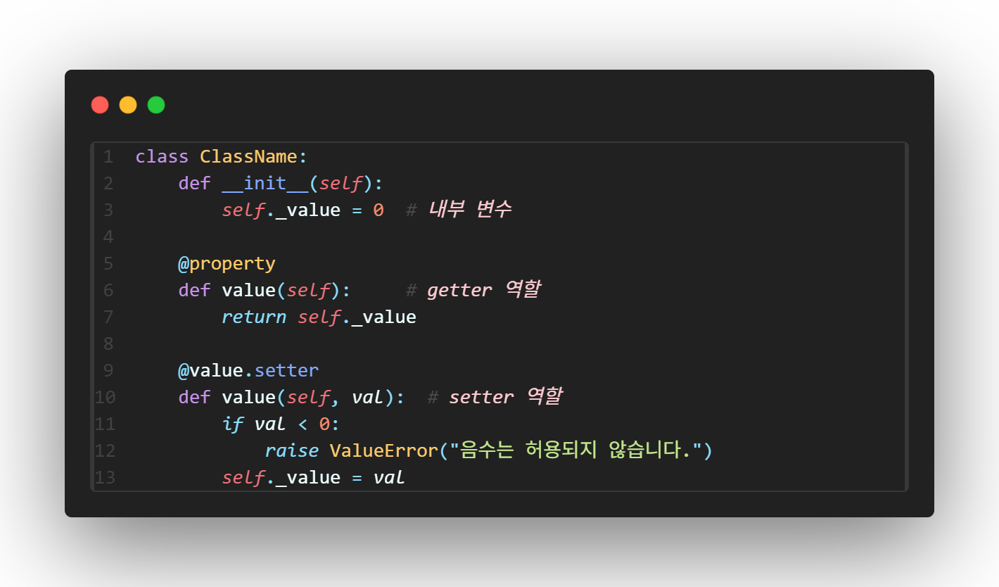 1 class ClassName:
2     def __init__(self):
3         self._value = 0  # 내부 변수
4
5     @property
6     def value(self):     # getter 역할
7         return self._value
8
9     @value.setter
10     def value(self, val):  # setter 역할
11         if val < 0:
12             raise ValueError("음수는 허용되지 않습니다.")
13         self._value = val